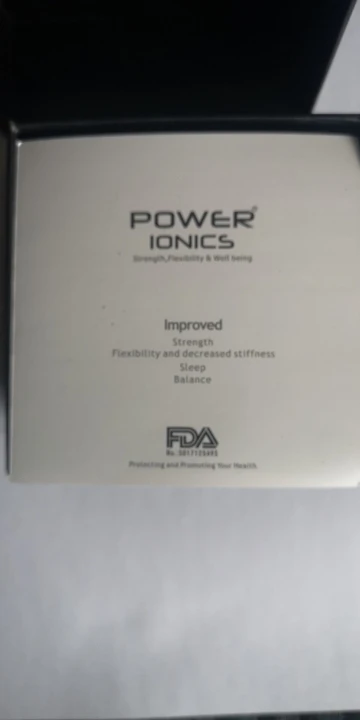 POWER®
IONICS
Strength,Flexibility & Well being
Improved
Strength
Flexibility and decreased stiffness
Sleep
Balance
FDA
Protecting and Promoting Your Health